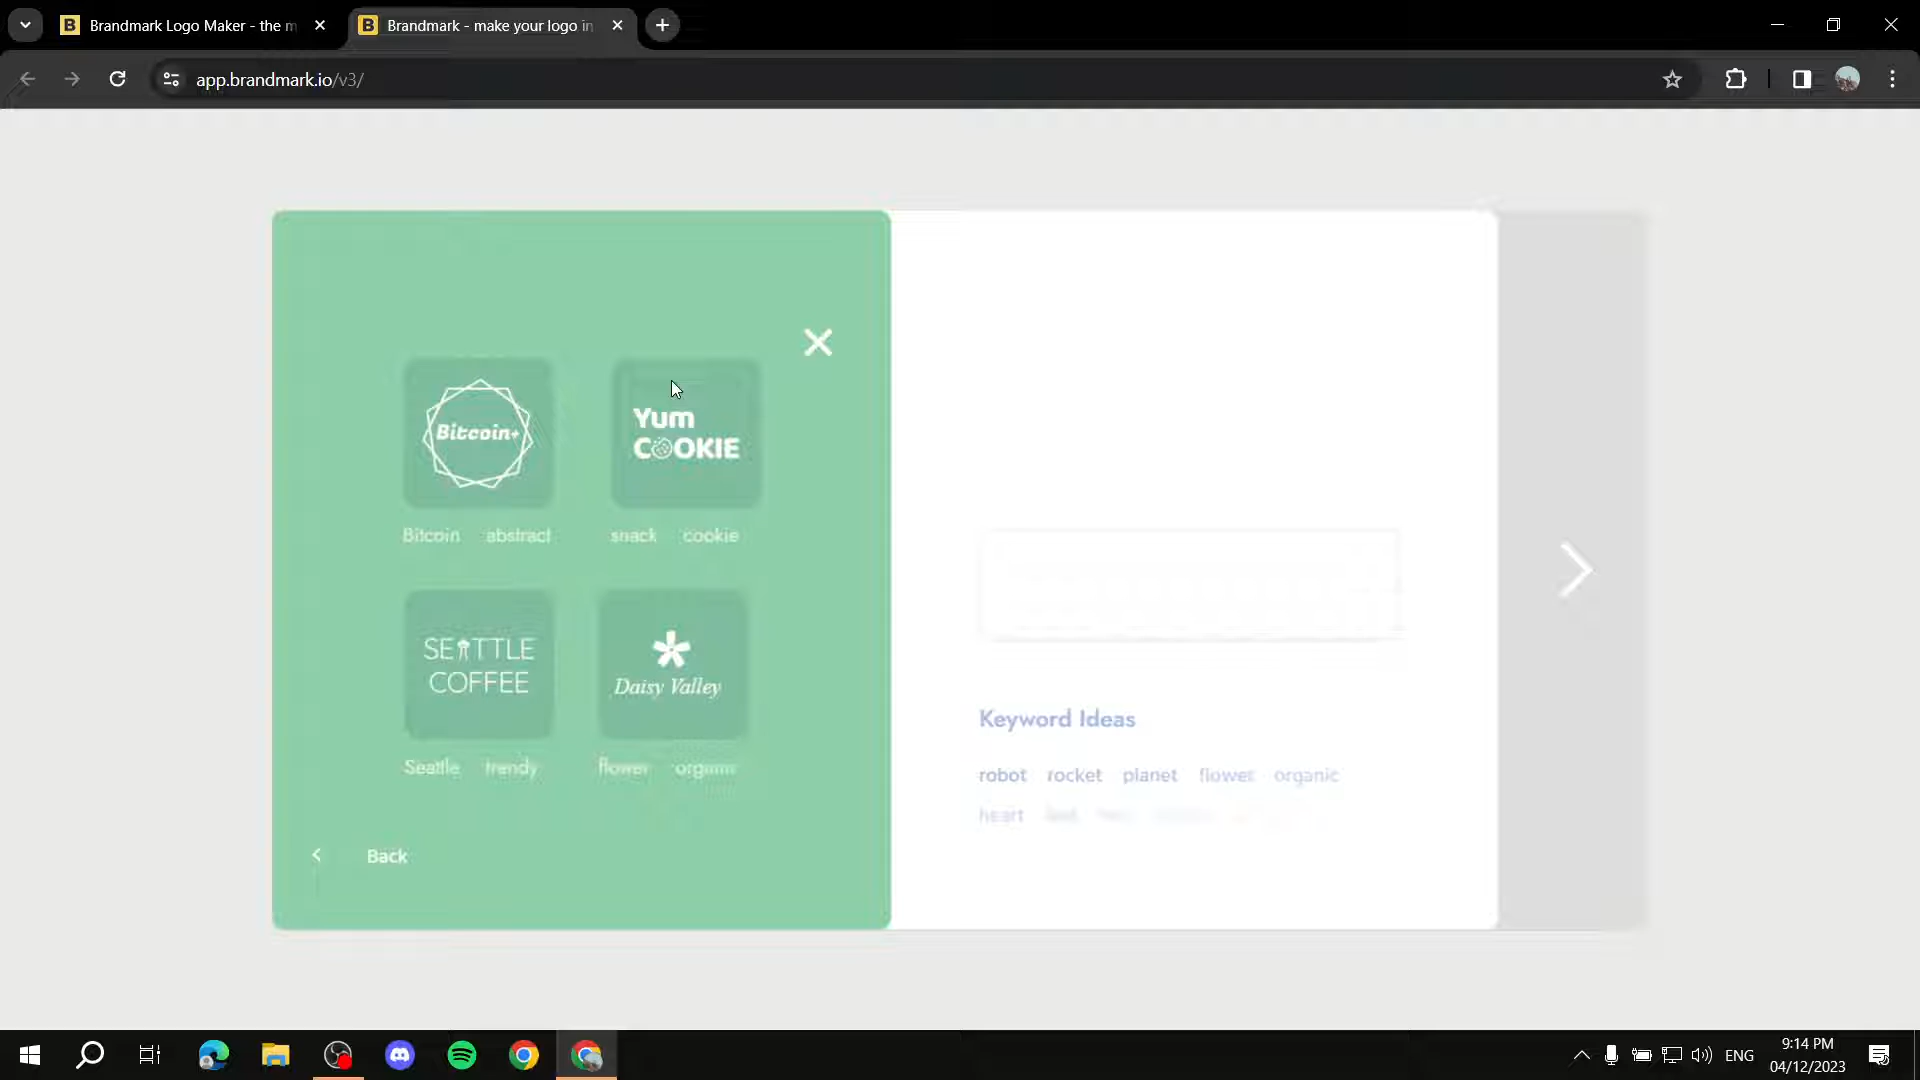 Brandmark Logo Maker - the m
Brandmark - make your logo in
app.brandmark.io/v3/
Bitcoin+
Yum
COOKIE
Bitcoin abstract
snack cookie
SEATTLE
COFFEE
Daisy Valley
Seattle trendy
flower organic
Back
Keyword Ideas
robot rocket planet flower organic
heart
ENG
9:14 PM
04/12/2023